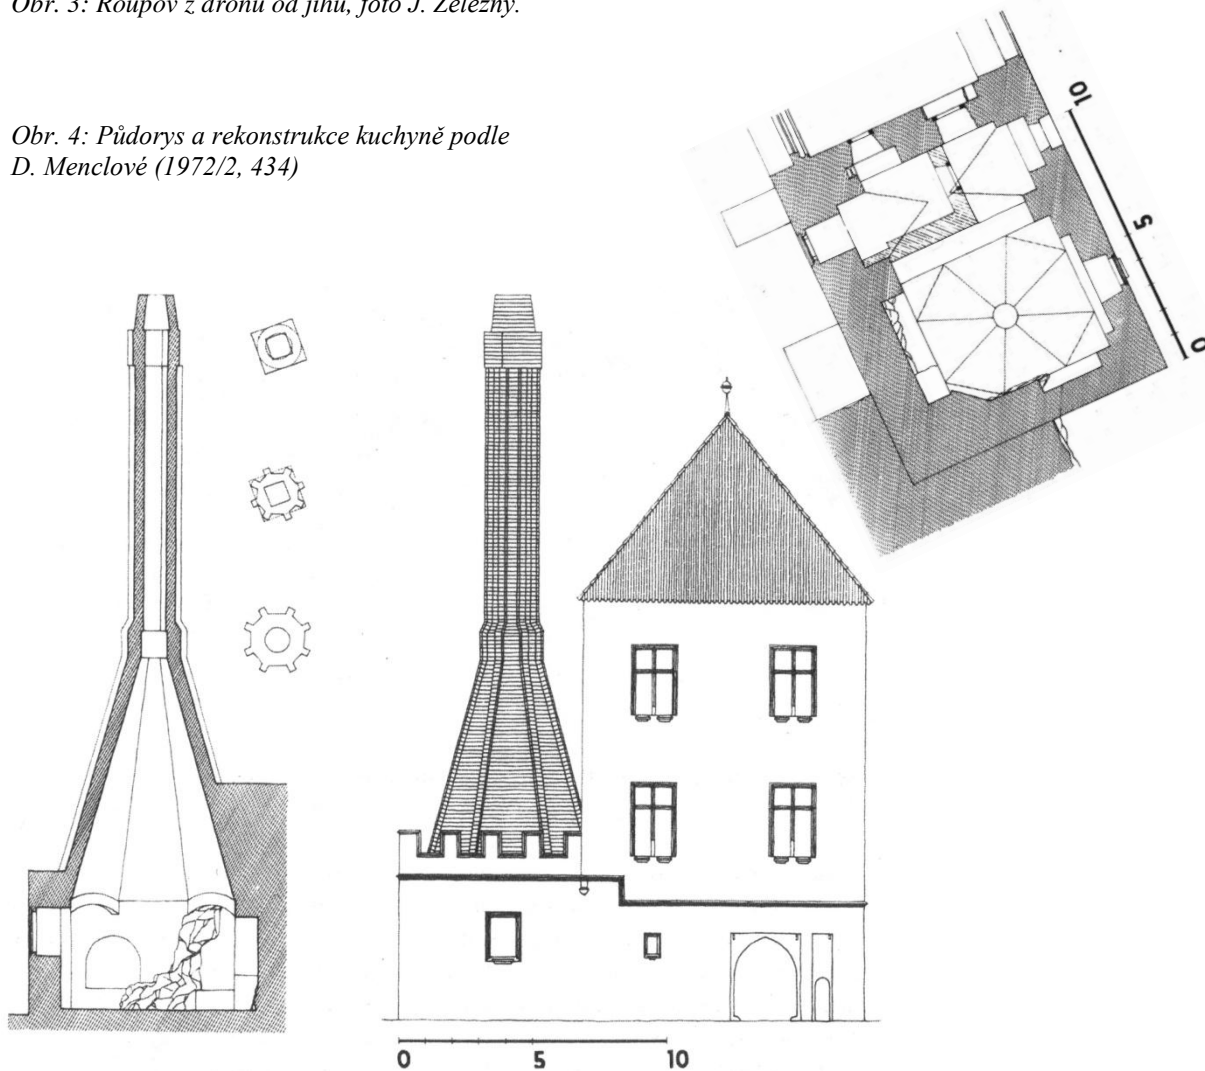 Obr. 3: Roupov z dronu od jihu, foto J. Železný.
Obr. 4: Půdorys a rekonstrukce kuchyně podle
D. Menclové (1972/2, 434)
10
5
0
0 5 10